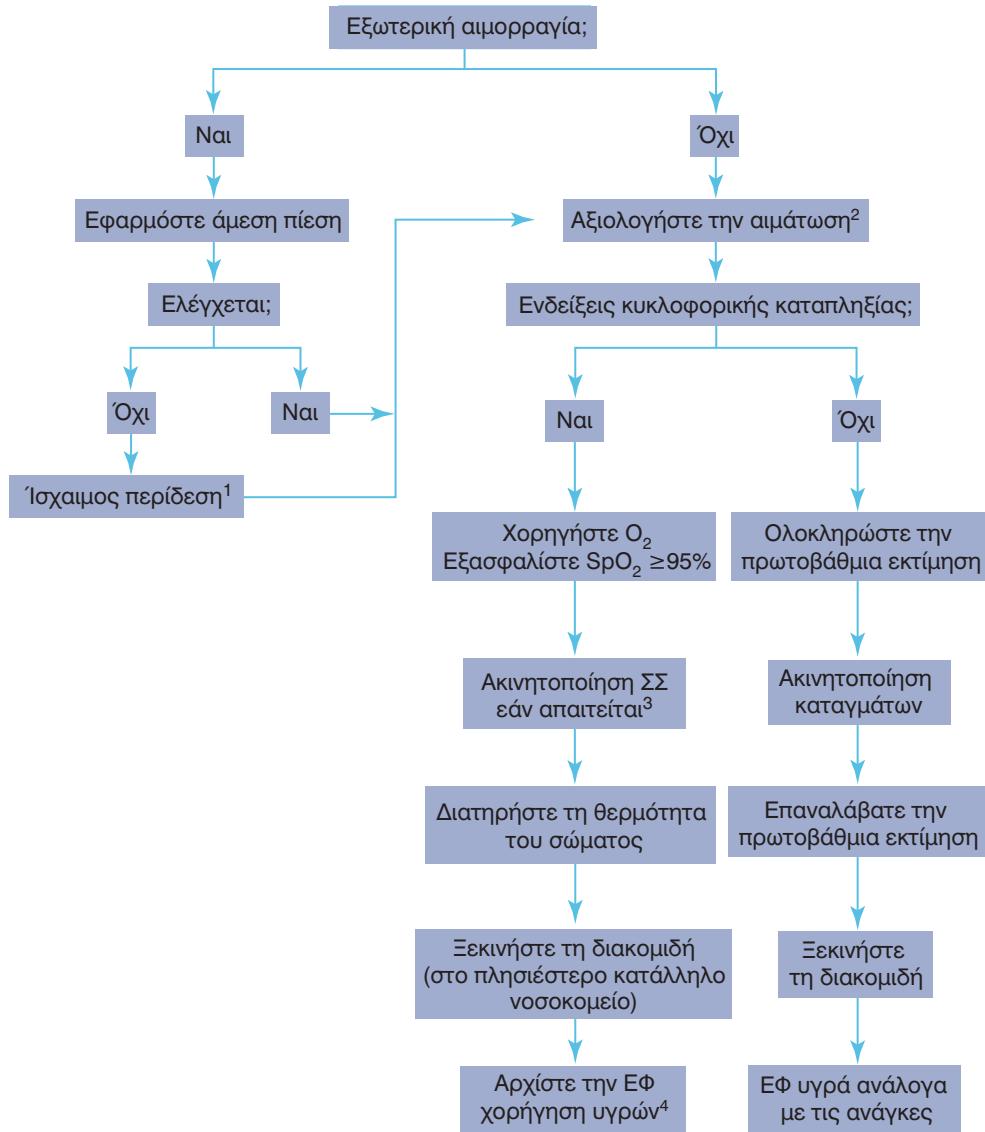 Εξωτερική αιμορραγία;
Ναι
Όχι
Εφαρμόστε άμεση πίεση
Αξιολογήστε την αιμάτωση²
Ελέγχεται;
Ενδείξεις κυκλοφορικής καταπληξίας;
Όχι
Ναι
Ναι
Όχι
Ίσχαιμος περίδεση¹
Χορηγήστε O₂
Εξασφαλίστε SpO₂ ≥95%
Ολοκληρώστε την
πρωτοβάθμια εκτίμηση
Ακινητοποίηση ΣΣ
εάν απαιτείται³
Ακινητοποίηση
καταγμάτων
Διατηρήστε τη θερμότητα
του σώματος
Επαναλάβατε την
πρωτοβάθμια εκτίμηση
Ξεκινήστε τη διακομιδή
(στο πλησιέστερο κατάλληλο
νοσοκομείο)
Ξεκινήστε
τη διακομιδή
Αρχίστε την ΕΦ
χορήγηση υγρών⁴
ΕΦ υγρά ανάλογα
με τις ανάγκες